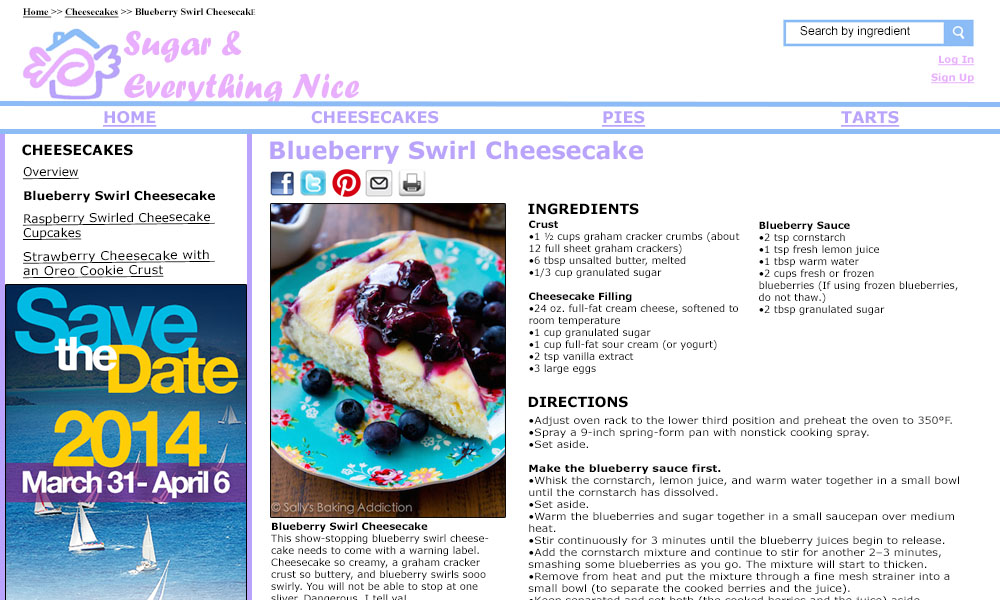 Home >> Cheesecakes >> Blueberry Swirl Cheesecake
Sugar &
Everything Nice
Search by ingredient
Log In
Sign Up
HOME
CHEESECAKES
PIES
TARTS
CHEESECAKES
Overview
Blueberry Swirl Cheesecake
Raspberry Swirled Cheesecake
Cupcakes
Strawberry Cheesecake with
an Oreo Cookie Crust
Save
the
Date
2014
March 31- April 6
Blueberry Swirl Cheesecake
© Sally's Baking Addiction
Blueberry Swirl Cheesecake
This show-stopping blueberry swirl cheese-
cake needs to come with a warning label.
Cheesecake so creamy, a graham cracker
crust so buttery, and blueberry swirls sooo
swirly. You will not be able to stop at one
sliver. Dangerous, I tell ya!
INGREDIENTS
Crust
•1 ½ cups graham cracker crumbs (about
12 full sheet graham crackers)
•6 tbsp unsalted butter, melted
•1/3 cup granulated sugar
Cheesecake Filling
•24 oz. full-fat cream cheese, softened to
room temperature
•1 cup granulated sugar
•1 cup full-fat sour cream (or yogurt)
•2 tsp vanilla extract
•3 large eggs
Blueberry Sauce
•2 tsp cornstarch
•1 tsp fresh lemon juice
•1 tbsp warm water
•2 cups fresh or frozen
blueberries (If using frozen blueberries,
do not thaw.)
•2 tbsp granulated sugar
DIRECTIONS
•Adjust oven rack to the lower third position and preheat the oven to 350°F.
•Spray a 9-inch spring-form pan with nonstick cooking spray.
•Set aside.
Make the blueberry sauce first.
•Whisk the cornstarch, lemon juice, and warm water together in a small bowl
until the cornstarch has dissolved.
•Set aside.
•Warm the blueberries and sugar together in a small saucepan over medium
heat.
•Stir continuously for 3 minutes until the blueberry juices begin to release.
•Add the cornstarch mixture and continue to stir for another 2–3 minutes,
smashing some blueberries as you go. The mixture will start to thicken.
•Remove from heat and put the mixture through a fine mesh strainer into a
small bowl (to separate the cooked berries and the juice).
•Keep separated and set both (the cooked berries and the juice) aside.